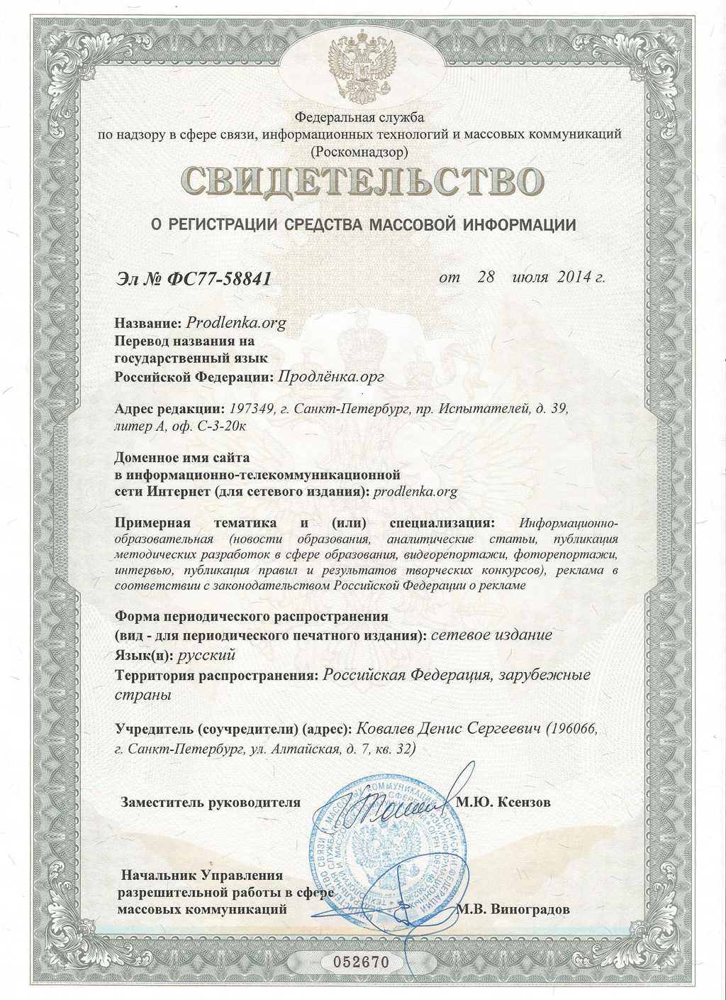 Федеральная служба
по надзору в сфере связи, информационных технологий и массовых коммуникаций
(Роскомнадзор)
СВИДЕТЕЛЬСТВО
О РЕГИСТРАЦИИ СРЕДСТВА МАССОВОЙ ИНФОРМАЦИИ
Эл № ФС77-58841 от 28 июля 2014 г.
Название: Prodlenka.org
Перевод названия на
государственный язык
Российской Федерации: Продлёнка.орг
Адрес редакции: 197349, г. Санкт-Петербург, пр. Испытателей, д. 39,
литер А, оф. С-3-20к
Доменное имя сайта
в информационно-телекоммуникационной
сети Интернет (для сетевого издания): prodlenka.org
Примерная тематика и (или) специализация: Информационно-
образовательная (новости образования, аналитические статьи, публикация
методических разработок в сфере образования, видеорепортажи, фоторепортажи,
интервью, публикация правил и результатов творческих конкурсов), реклама в
соответствии с законодательством Российской Федерации о рекламе
Форма периодического распространения
(вид - для периодического печатного издания): сетевое издание
Язык(и): русский
Территория распространения: Российская Федерация, зарубежные
страны
Учредитель (соучредители) (адрес): Ковалев Денис Сергеевич (196066,
г. Санкт-Петербург, ул. Алтайская, д. 7, кв. 32)
Заместитель руководителя М.Ю. Ксензов
Начальник Управления
разрешительной работы в сфере
массовых коммуникаций М.В. Виноградов
052670